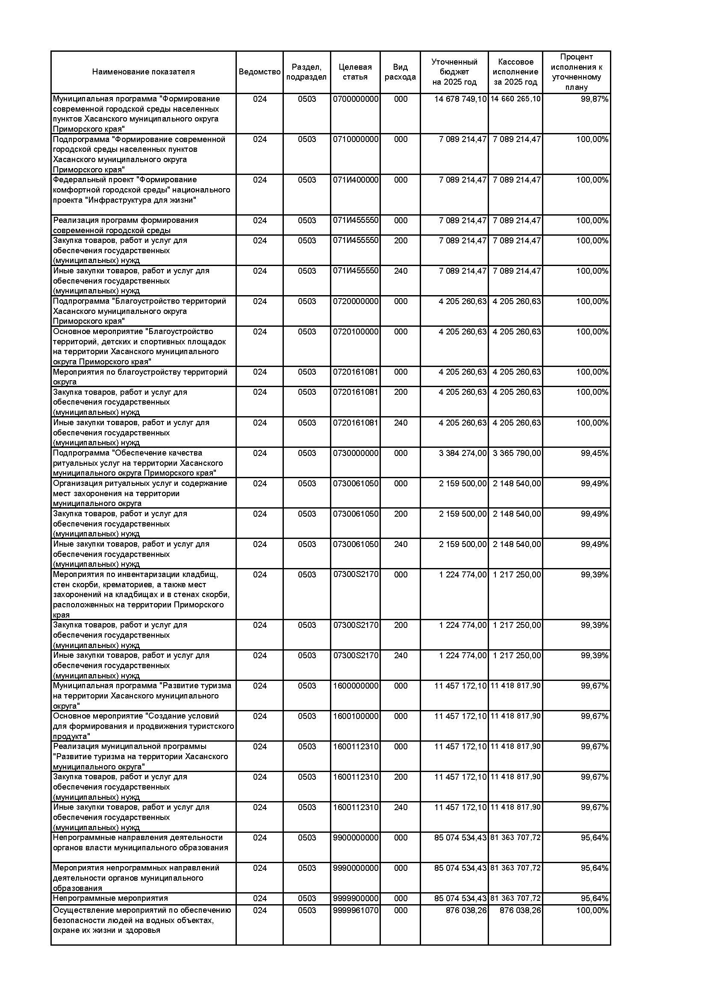 Наименование показателя Ведомство Раздел, подраздел Целевая статья Вид расхода Уточненный бюджет на 2025 год Кассовое исполнение за 2025 год Процент исполнения к уточненному плану
Муниципальная программа "Формирование 024 0503 0700000000 000 14 678 749,10 14 660 265,10 99,87%
современной городской среды населенных
пунктов Хасанского муниципального округа
Приморского края"
Подпрограмма "Формирование современной 024 0503 0710000000 000 7 089 214,47 7 089 214,47 100,00%
городской среды населенных пунктов
Хасанского муниципального округа
Приморского края"
Федеральный проект "Формирование 024 0503 071И400000 000 7 089 214,47 7 089 214,47 100,00%
комфортной городской среды" национального
проекта "Инфраструктура для жизни"
Реализация программ формирования 024 0503 071И455550 000 7 089 214,47 7 089 214,47 100,00%
современной городской среды
Закупка товаров, работ и услуг для 024 0503 071И455550 200 7 089 214,47 7 089 214,47 100,00%
обеспечения государственных
(муниципальных) нужд
Иные закупки товаров, работ и услуг для 024 0503 071И455550 240 7 089 214,47 7 089 214,47 100,00%
обеспечения государственных
(муниципальных) нужд
Подпрограмма "Благоустройство территорий 024 0503 0720000000 000 4 205 260,63 4 205 260,63 100,00%
Хасанского муниципального округа
Приморского края"
Основное мероприятие "Благоустройство 024 0503 0720100000 000 4 205 260,63 4 205 260,63 100,00%
территорий, детских и спортивных площадок
на территории Хасанского муниципального
округа Приморского края"
Мероприятия по благоустройству территорий 024 0503 0720161081 000 4 205 260,63 4 205 260,63 100,00%
округа
Закупка товаров, работ и услуг для 024 0503 0720161081 200 4 205 260,63 4 205 260,63 100,00%
обеспечения государственных
(муниципальных) нужд
Иные закупки товаров, работ и услуг для 024 0503 0720161081 240 4 205 260,63 4 205 260,63 100,00%
обеспечения государственных
(муниципальных) нужд
Подпрограмма "Обеспечение качества 024 0503 0730000000 000 3 384 274,00 3 365 790,00 99,45%
ритуальных услуг на территории Хасанского
муниципального округа Приморского края"
Организация ритуальных услуг и содержание 024 0503 0730061050 000 2 159 500,00 2 148 540,00 99,49%
мест захоронения на территории
муниципального округа
Закупка товаров, работ и услуг для 024 0503 0730061050 200 2 159 500,00 2 148 540,00 99,49%
обеспечения государственных
(муниципальных) нужд
Иные закупки товаров, работ и услуг для 024 0503 0730061050 240 2 159 500,00 2 148 540,00 99,49%
обеспечения государственных
(муниципальных) нужд
Мероприятия по инвентаризации кладбищ, 024 0503 07300S2170 000 1 224 774,00 1 217 250,00 99,39%
стен скорби, крематориев, а также мест
захоронений на кладбищах и в стенах скорби,
расположенных на территории Приморского
края
Закупка товаров, работ и услуг для 024 0503 07300S2170 200 1 224 774,00 1 217 250,00 99,39%
обеспечения государственных
(муниципальных) нужд
Иные закупки товаров, работ и услуг для 024 0503 07300S2170 240 1 224 774,00 1 217 250,00 99,39%
обеспечения государственных
(муниципальных) нужд
Муниципальная программа "Развитие туризма 024 0503 1600000000 000 11 457 172,10 11 418 817,90 99,67%
на территории Хасанского муниципального
округа"
Основное мероприятие "Создание условий 024 0503 1600100000 000 11 457 172,10 11 418 817,90 99,67%
для формирования и продвижения туристского
продукта"
Реализация муниципальной программы 024 0503 1600112310 000 11 457 172,10 11 418 817,90 99,67%
"Развитие туризма на территории Хасанского
муниципального округа"
Закупка товаров, работ и услуг для 024 0503 1600112310 200 11 457 172,10 11 418 817,90 99,67%
обеспечения государственных
(муниципальных) нужд
Иные закупки товаров, работ и услуг для 024 0503 1600112310 240 11 457 172,10 11 418 817,90 99,67%
обеспечения государственных
(муниципальных) нужд
Непрограммные направления деятельности 024 0503 9900000000 000 85 074 534,43 81 363 707,72 95,64%
органов власти муниципального образования
Мероприятия непрограммных направлений 024 0503 9990000000 000 85 074 534,43 81 363 707,72 95,64%
деятельности органов муниципального
образования
Непрограммные мероприятия 024 0503 9999900000 000 85 074 534,43 81 363 707,72 95,64%
Осуществление мероприятий по обеспечению 024 0503 9999961070 000 876 038,26 876 038,26 100,00%
безопасности людей на водных объектах,
охране их жизни и здоровья